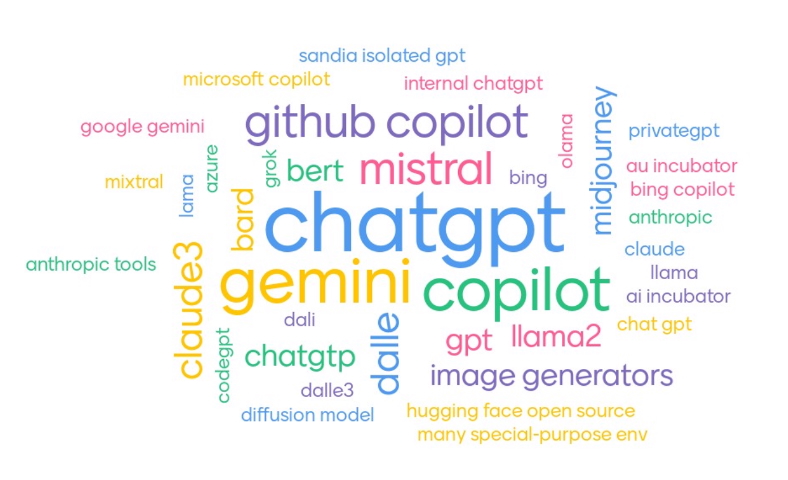 sandia isolated gpt
microsoft copilot
internal chatgpt
google gemini
github copilot
midjourney
privategpt
olama
azure
grok
bert
mistral
bing
au incubator
mixtral
lama
bing copilot
bard
chatgpt
anthropic
claude
anthropic tools
claude3
gemini
copilot
llama
ai incubator
dali
dalle
chat gpt
gpt
llama2
codegpt
chatgtp
image generators
dalle3
diffusion model
hugging face open source
many special-purpose env